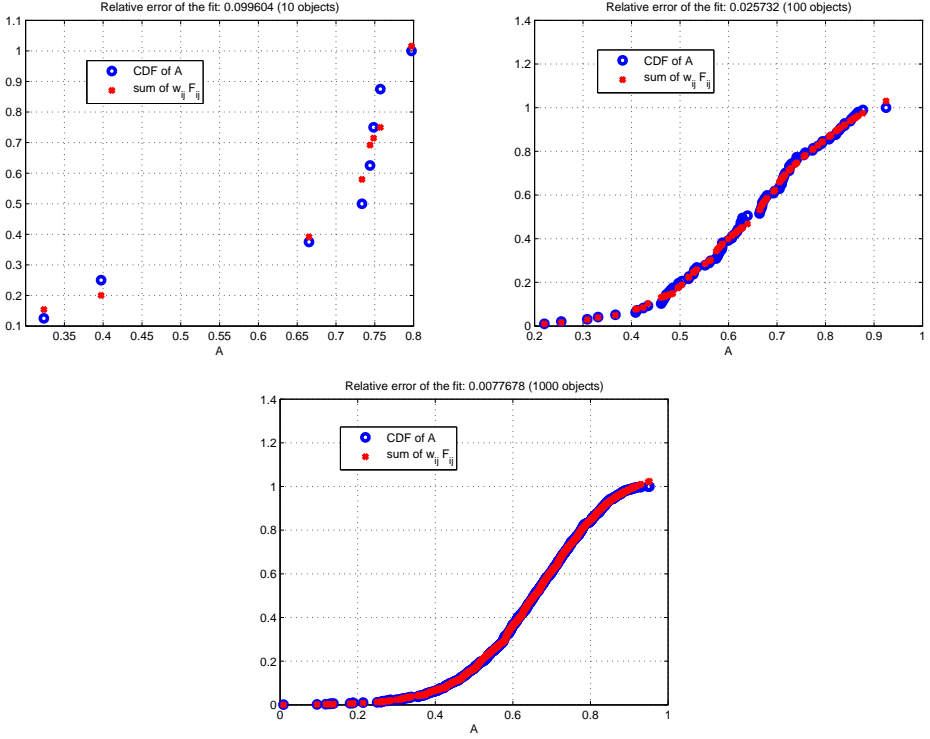 Relative error of the fit: 0.099604 (10 objects)
1.1
1
0.9
0.8
0.7
0.6
0.5
0.4
0.3
0.2
0.1
CDF of A
sum of w_ij F_ij
0.35 0.4 0.45 0.5 0.55 0.6 0.65 0.7 0.75 0.8
A
Relative error of the fit: 0.025732 (100 objects)
1.4
1.2
1
0.8
0.6
0.4
0.2
0
CDF of A
sum of w_ij F_ij
0.2 0.3 0.4 0.5 0.6 0.7 0.8 0.9 1
A
Relative error of the fit: 0.0077678 (1000 objects)
1.4
1.2
1
0.8
0.6
0.4
0.2
0
CDF of A
sum of w_ij F_ij
0 0.2 0.4 0.6 0.8 1
A